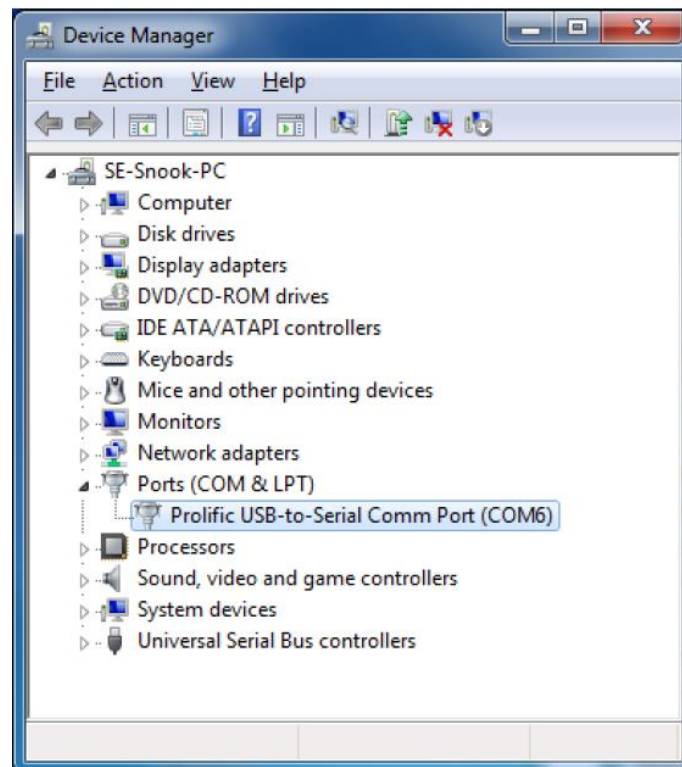 Device Manager
File Action View Help
SE-Snook-PC
Computer
Disk drives
Display adapters
DVD/CD-ROM drives
IDE ATA/ATAPI controllers
Keyboards
Mice and other pointing devices
Monitors
Network adapters
Ports (COM & LPT)
Prolific USB-to-Serial Comm Port (COM6)
Processors
Sound, video and game controllers
System devices
Universal Serial Bus controllers